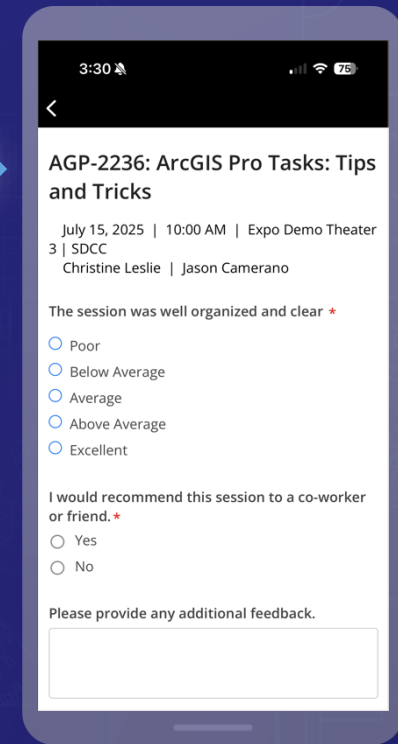 3:30
75
AGP-2236: ArcGIS Pro Tasks: Tips
and Tricks
July 15, 2025 | 10:00 AM | Expo Demo Theater
3 | SDCC
Christine Leslie | Jason Camerano
The session was well organized and clear *
Poor
Below Average
Average
Above Average
Excellent
I would recommend this session to a co-worker
or friend. *
Yes
No
Please provide any additional feedback.